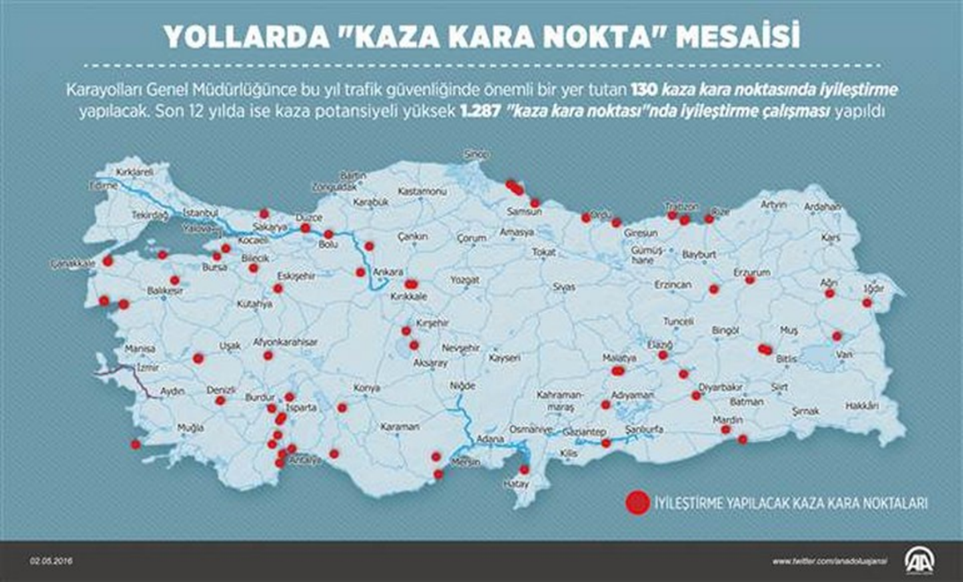 YOLLARDA "KAZA KARA NOKTA" MESAİSİ
Karayolları Genel Müdürlüğünce bu yıl trafik güvenliğinde önemli bir yer tutan 130 kaza kara noktasında iyileştirme
yapılacak. Son 12 yılda ise kaza potansiyeli yüksek 1.287 "kaza kara noktası"nda iyileştirme çalışması yapıldı
Kırklareli
Edirne
Tekirdağ
İstanbul
Yalova
Kocaeli
Sakarya
Düzce
Bolu
Zonguldak
Bartın
Karabük
Kastamonu
Sinop
Samsun
Ordu
Giresun
Trabzon
Rize
Artvin
Ardahan
Kars
Çanakkale
Bursa
Bilecik
Eskişehir
Ankara
Çankırı
Çorum
Amasya
Tokat
Gümüş-
hane
Bayburt
Balıkesir
Kütahya
Kırıkkale
Yozgat
Sivas
Erzincan
Erzurum
Ağrı
Iğdır
Manisa
Uşak
Afyonkarahisar
Kırşehir
Nevşehir
Kayseri
Tunceli
Bingöl
Muş
Elazığ
Bitlis
Van
İzmir
Aksaray
Malatya
Aydın
Denizli
Burdur
Isparta
Konya
Niğde
Kahraman-
maraş
Adıyaman
Diyarbakır
Batman
Siirt
Şırnak
Hakkâri
Muğla
Karaman
Adana
Osmaniye
Gaziantep
Şanlıurfa
Mardin
Antalya
Mersin
Kilis
Hatay
İYİLEŞTİRME YAPILACAK KAZA KARA NOKTALARI
02.05.2016
www.twitter.com/anadoluajansi
AA